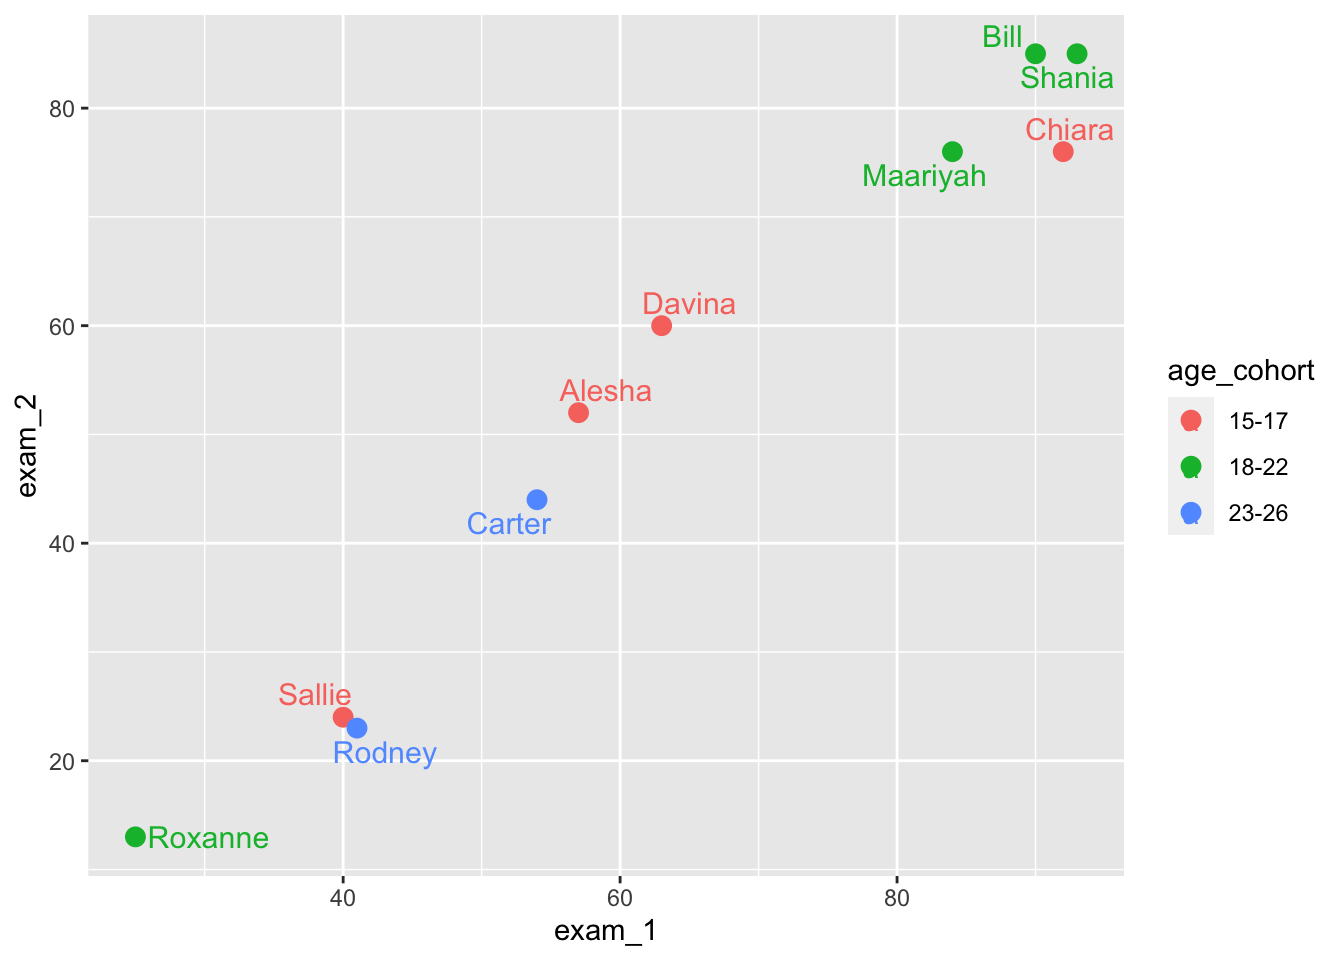 Bill
Shania
80
Chiara
Maariyah
Davina
60
Alesha
age_cohort
15-17
exam_2
18-22
23-26
Carter
40
Sallie
Rodney
20
Roxanne
40 60 80
exam_1